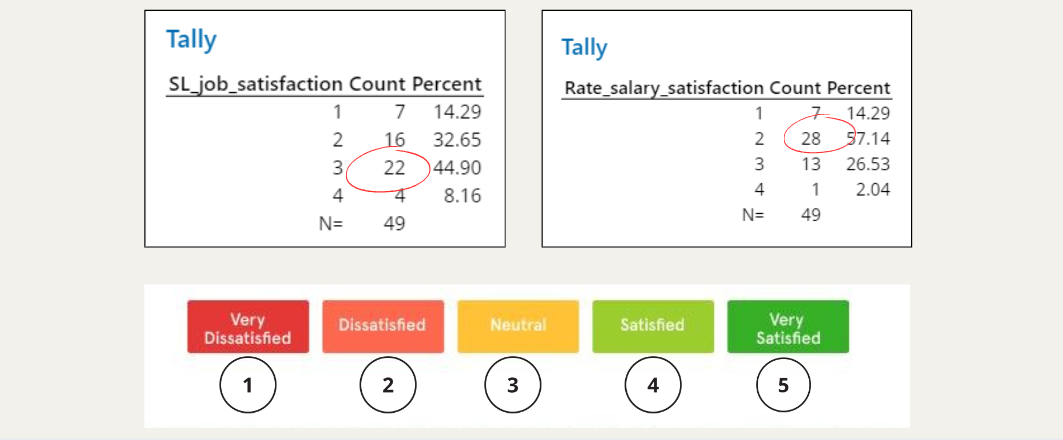 Tally
SL_job_satisfaction Count Percent
1 7 14.29
2 16 32.65
3 22 44.90
4 4 8.16
N= 49
Tally
Rate_salary_satisfaction Count Percent
1 7 14.29
2 28 57.14
3 13 26.53
4 1 2.04
N= 49
Very
Dissatisfied
Dissatisfied
Neutral
Satisfied
Very
Satisfied
1 2 3 4 5